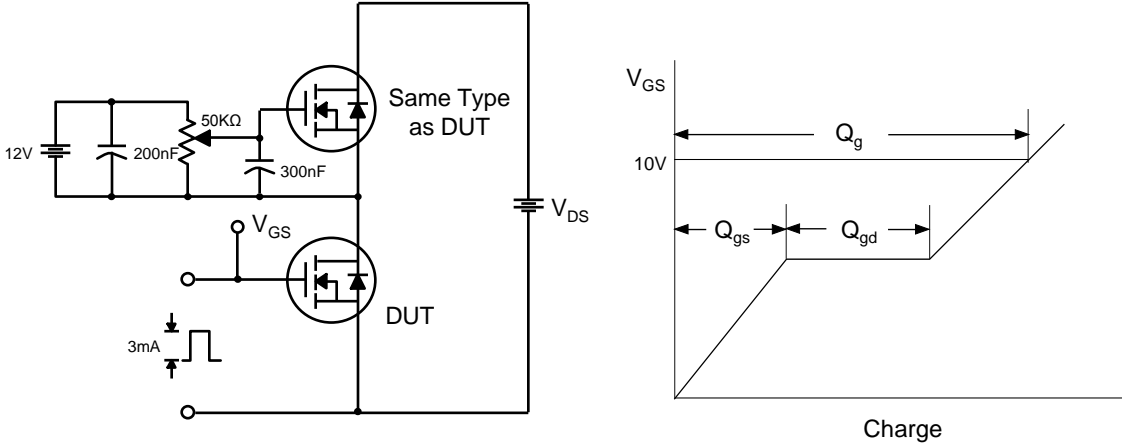 Same Type
as DUT
50KΩ
12V
200nF
300nF
V_GS
V_DS
DUT
3mA
V_GS
Q_g
10V
Q_gs
Q_gd
Charge